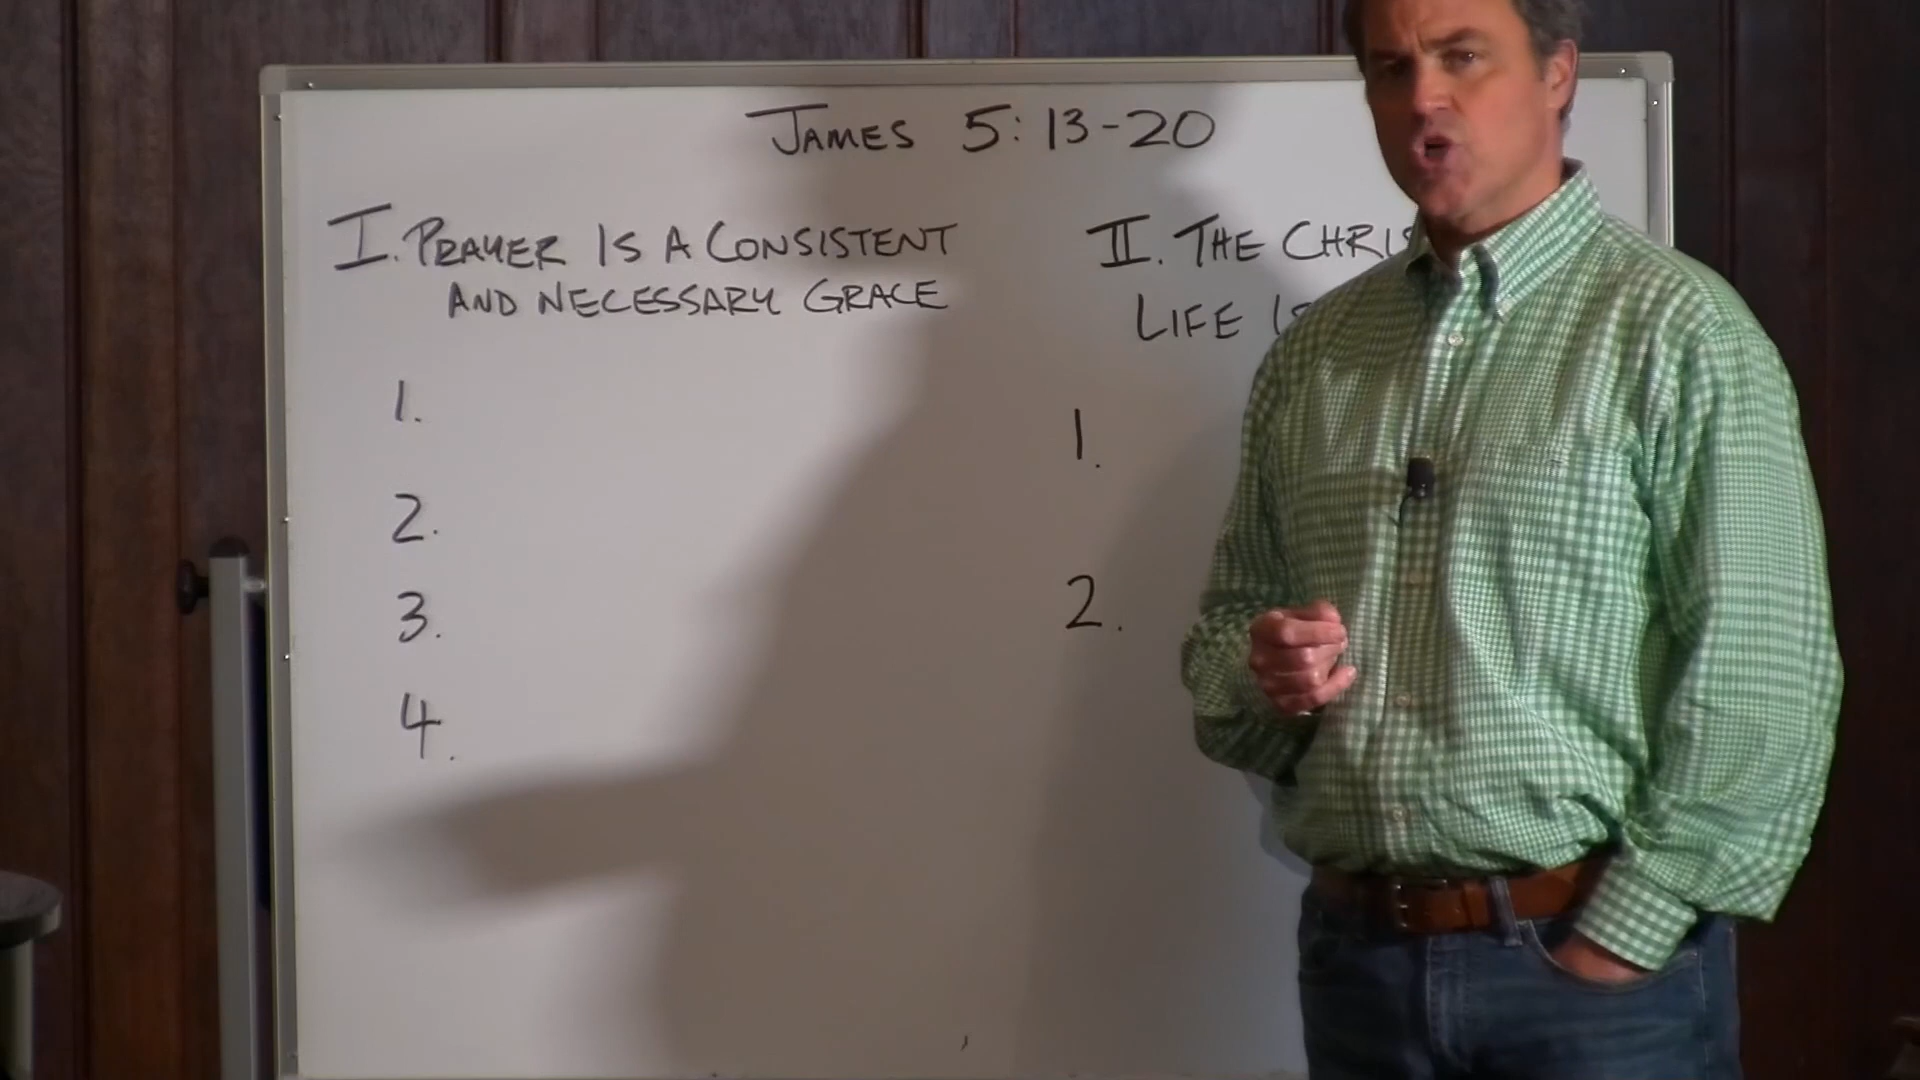 JAMES 5:13-20
I. PRAYER IS A CONSISTENT
AND NECESSARY GRACE
1.
2.
3.
4.
II. THE CHRIS
LIFE IS
1.
2.